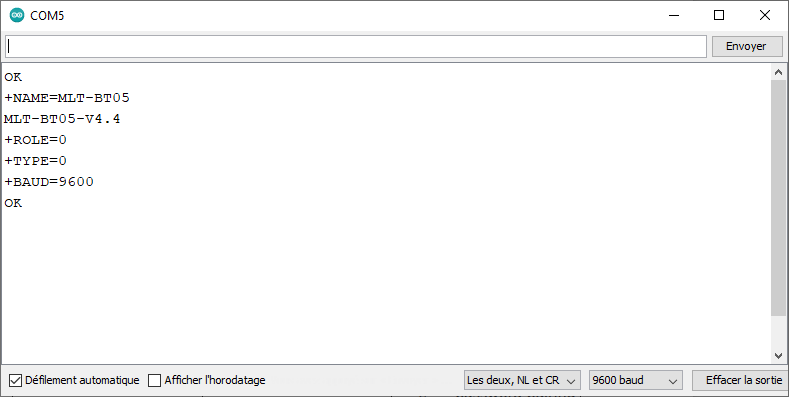 COM5
Envoyer
OK
+NAME=MLT-BT05
MLT-BT05-V4.4
+ROLE=0
+TYPE=0
+BAUD=9600
OK
Défilement automatique Afficher l'horodatage Les deux, NL et CR 9600 baud Effacer la sortie